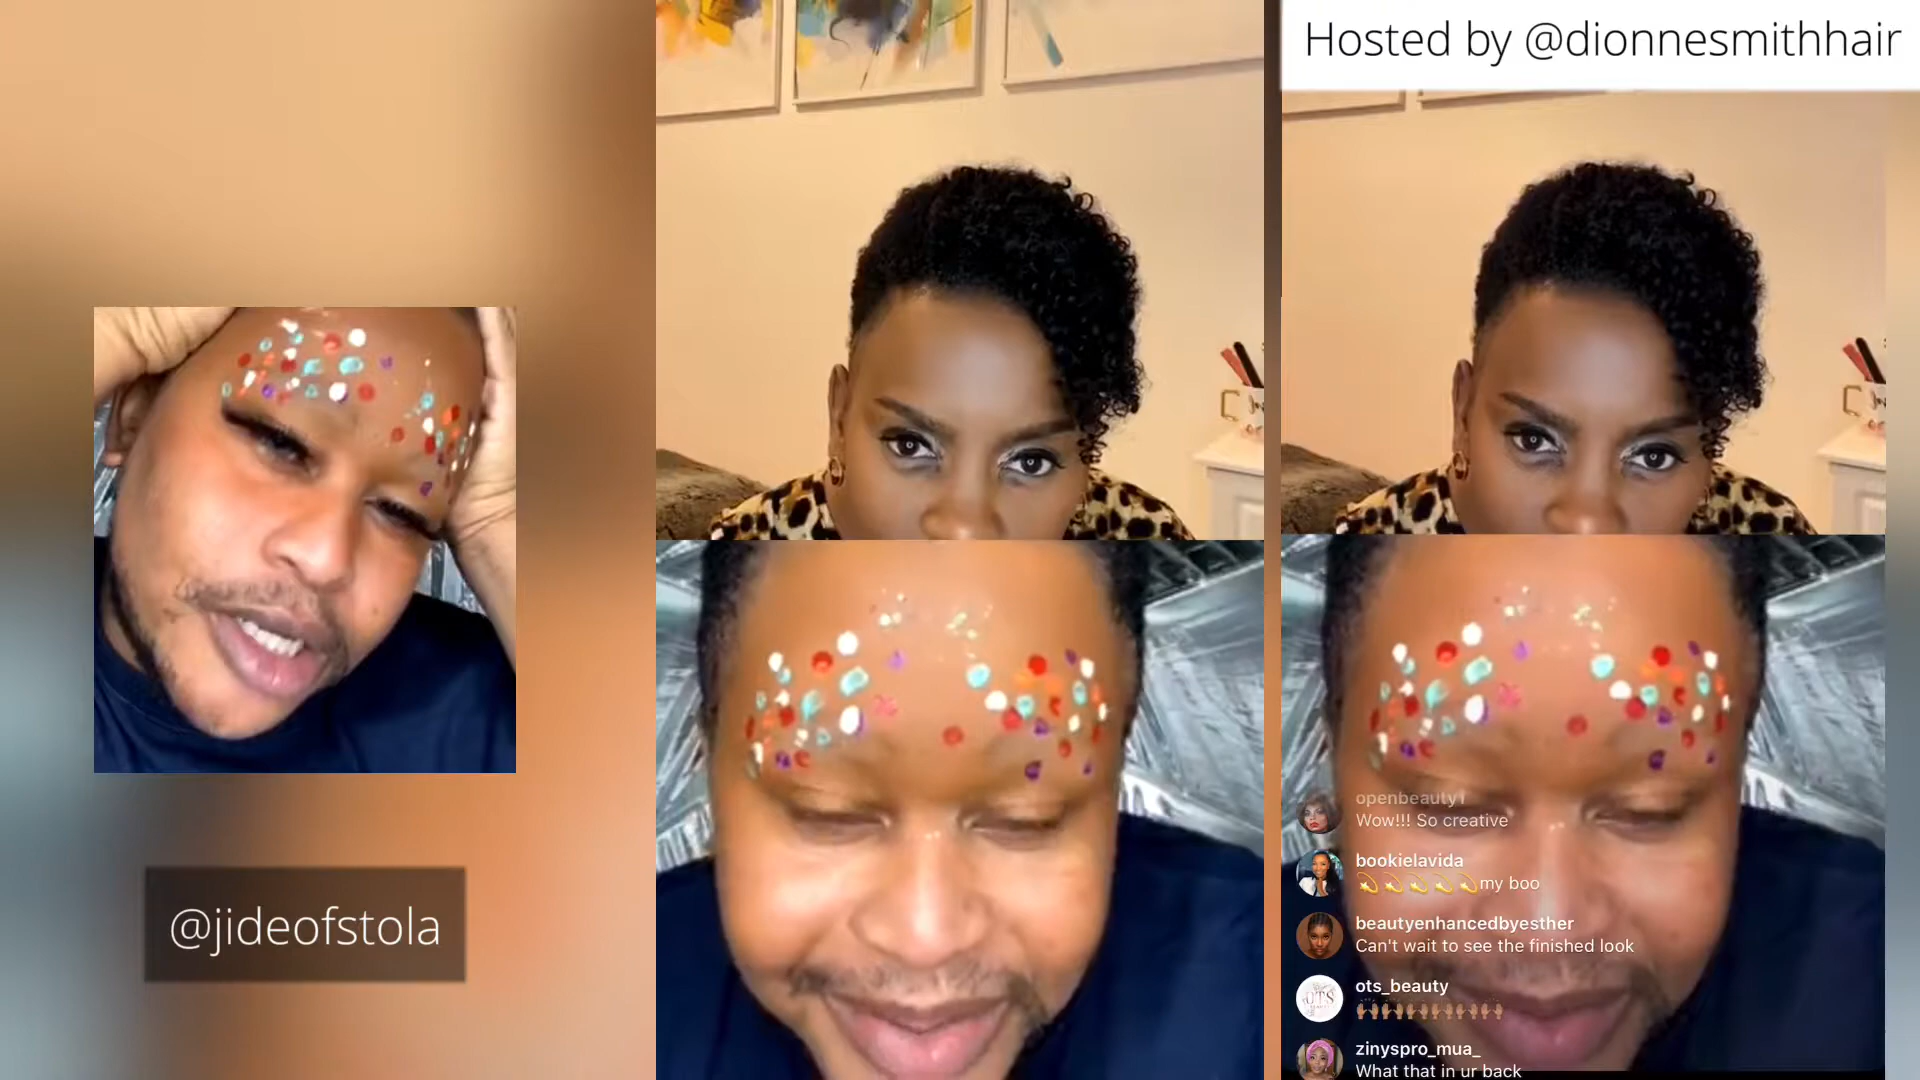 Hosted by @dionnesmithhair
@jideofstola
openbeauty1
Wow!!! So creative
bookielavida
💫💫💫💫💫my boo
beautyenhancedbyesther
Can't wait to see the finished look
ots_beauty
🙌🏽🙌🏽🙌🏽🙌🏽🙌🏽🙌🏽
zinyspro_mua_
What that in ur back